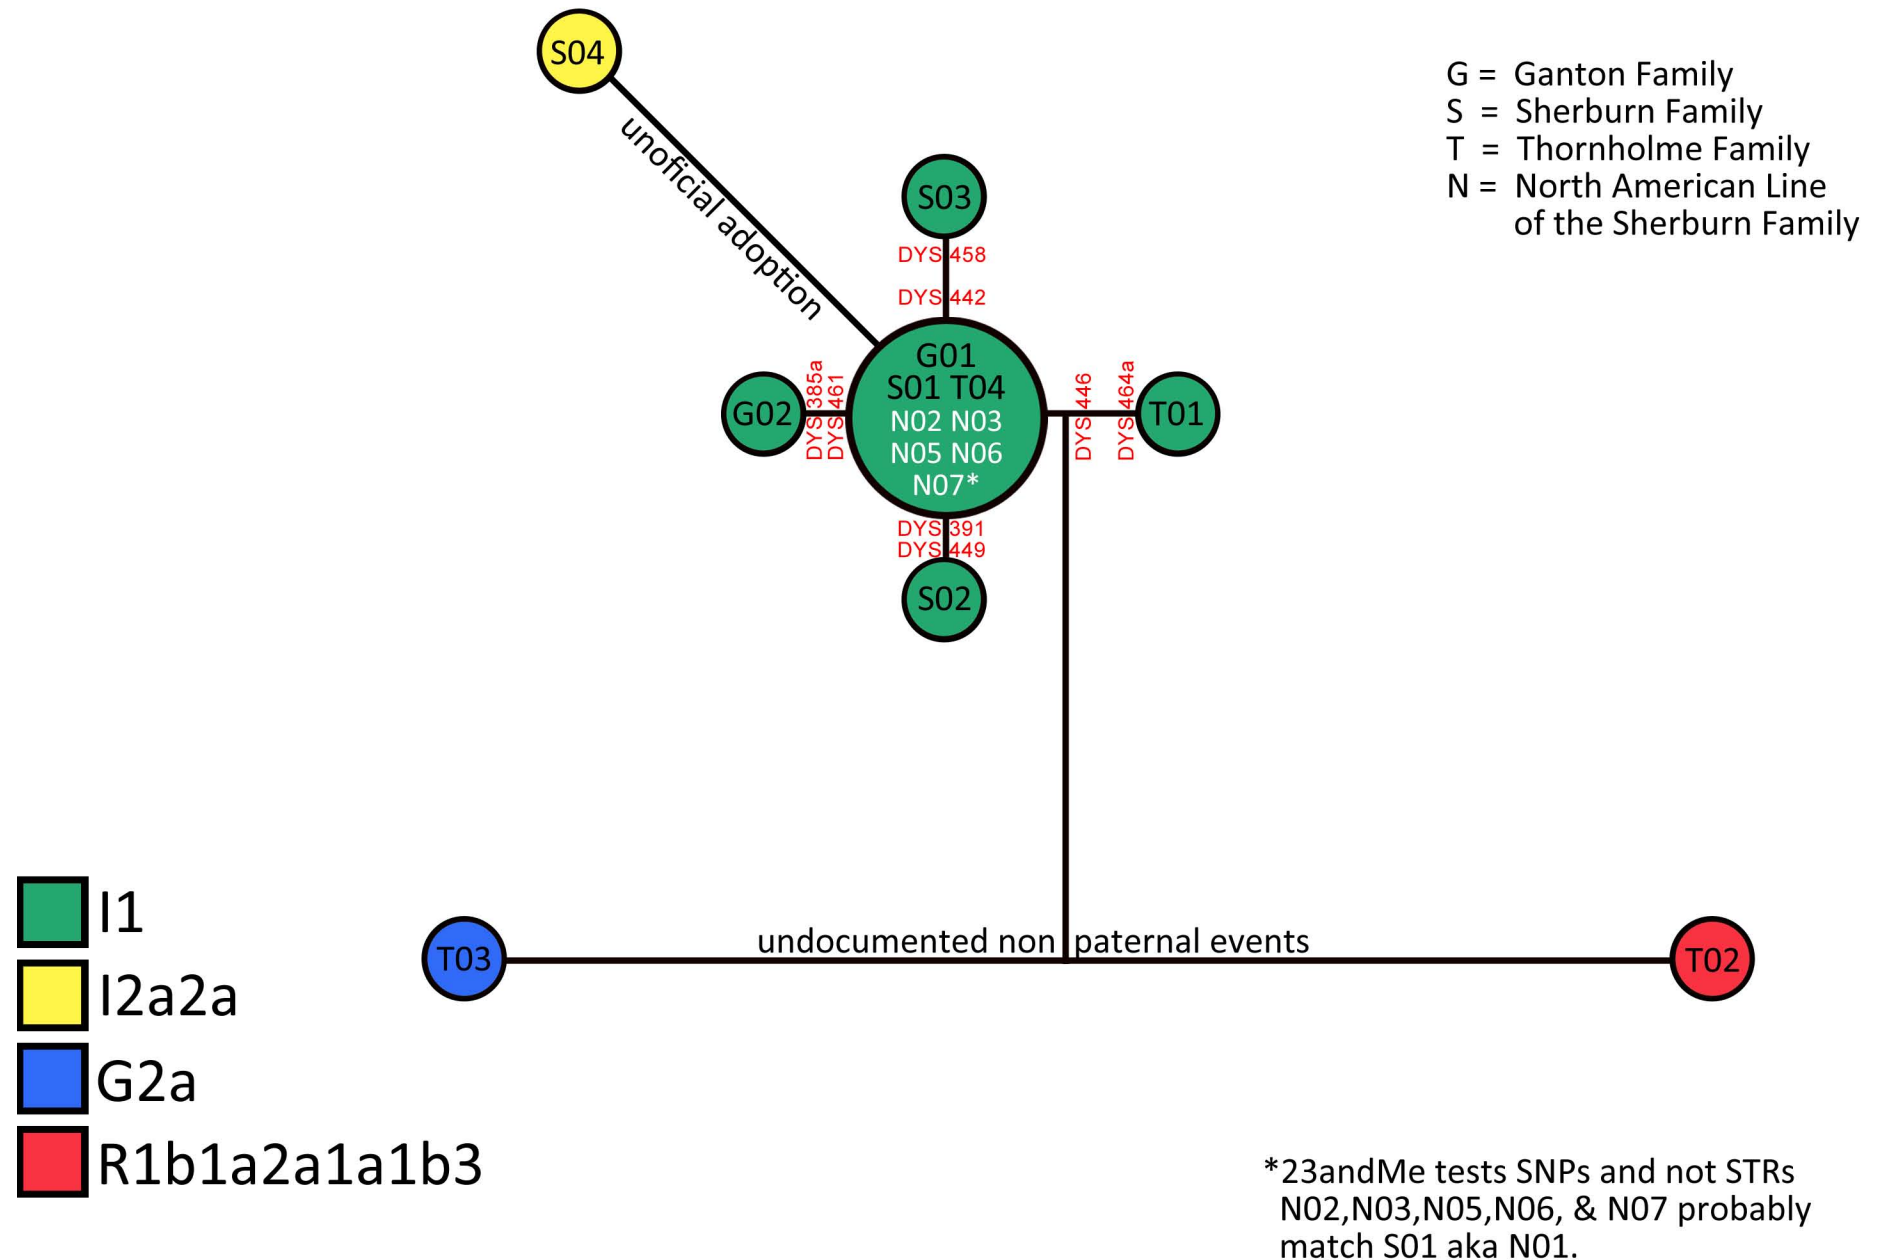 S04
unoficial adoption
G = Ganton Family
S = Sherburn Family
T = Thornholme Family
N = North American Line
of the Sherburn Family
S03
DYS 458
DYS 442
G01
S01 T04
N02 N03
N05 N06
N07*
G02
DYS 385a
DYS 461
DYS 446
DYS 464a
T01
DYS 391
DYS 449
S02
T03
undocumented non paternal events
T02
I1
I2a2a
G2a
R1b1a2a1a1b3
*23andMe tests SNPs and not STRs
N02,N03,N05,N06, & N07 probably
match S01 aka N01.